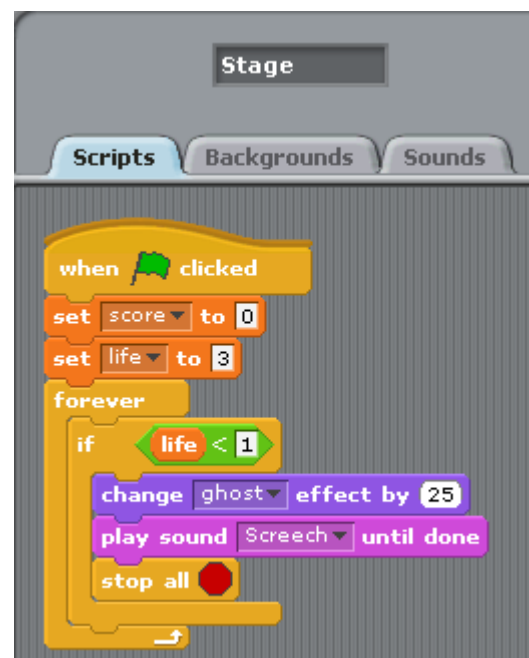 Stage
Scripts Backgrounds Sounds
when clicked
set score to 0
set life to 3
forever
if life < 1
change ghost effect by 25
play sound Screech until done
stop all